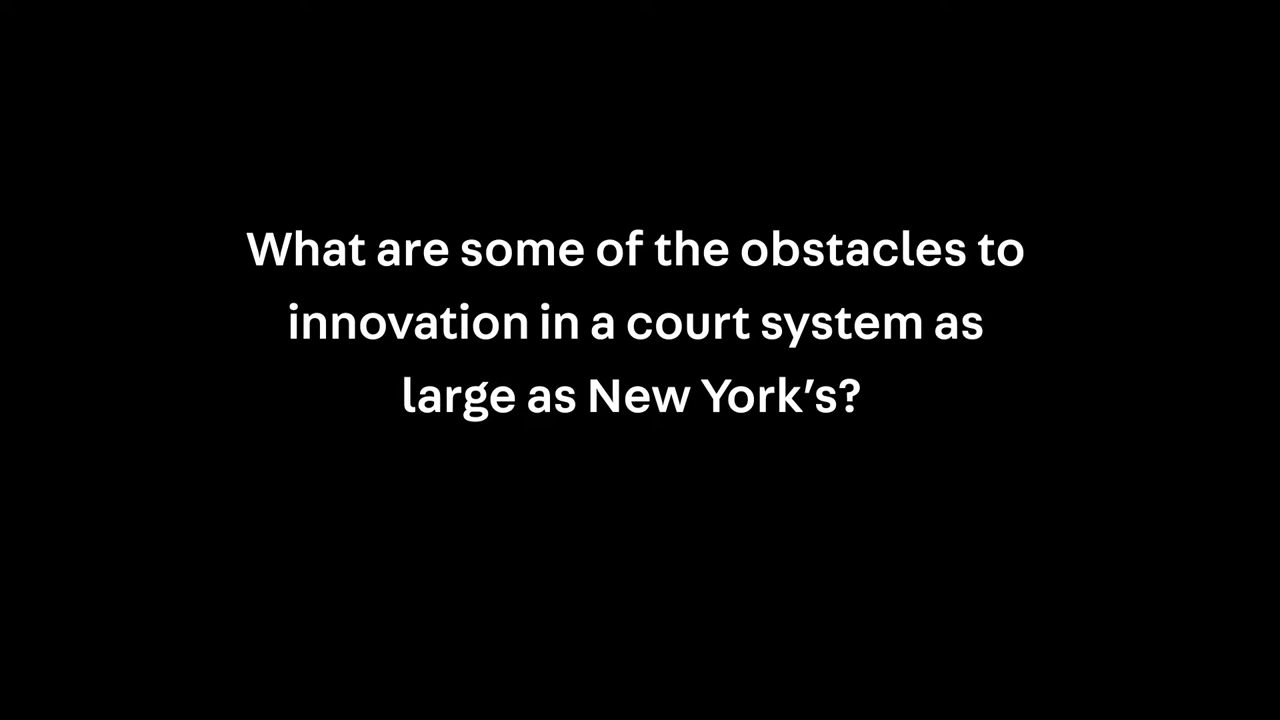 What are some of the obstacles to
innovation in a court system as
large as New York’s?